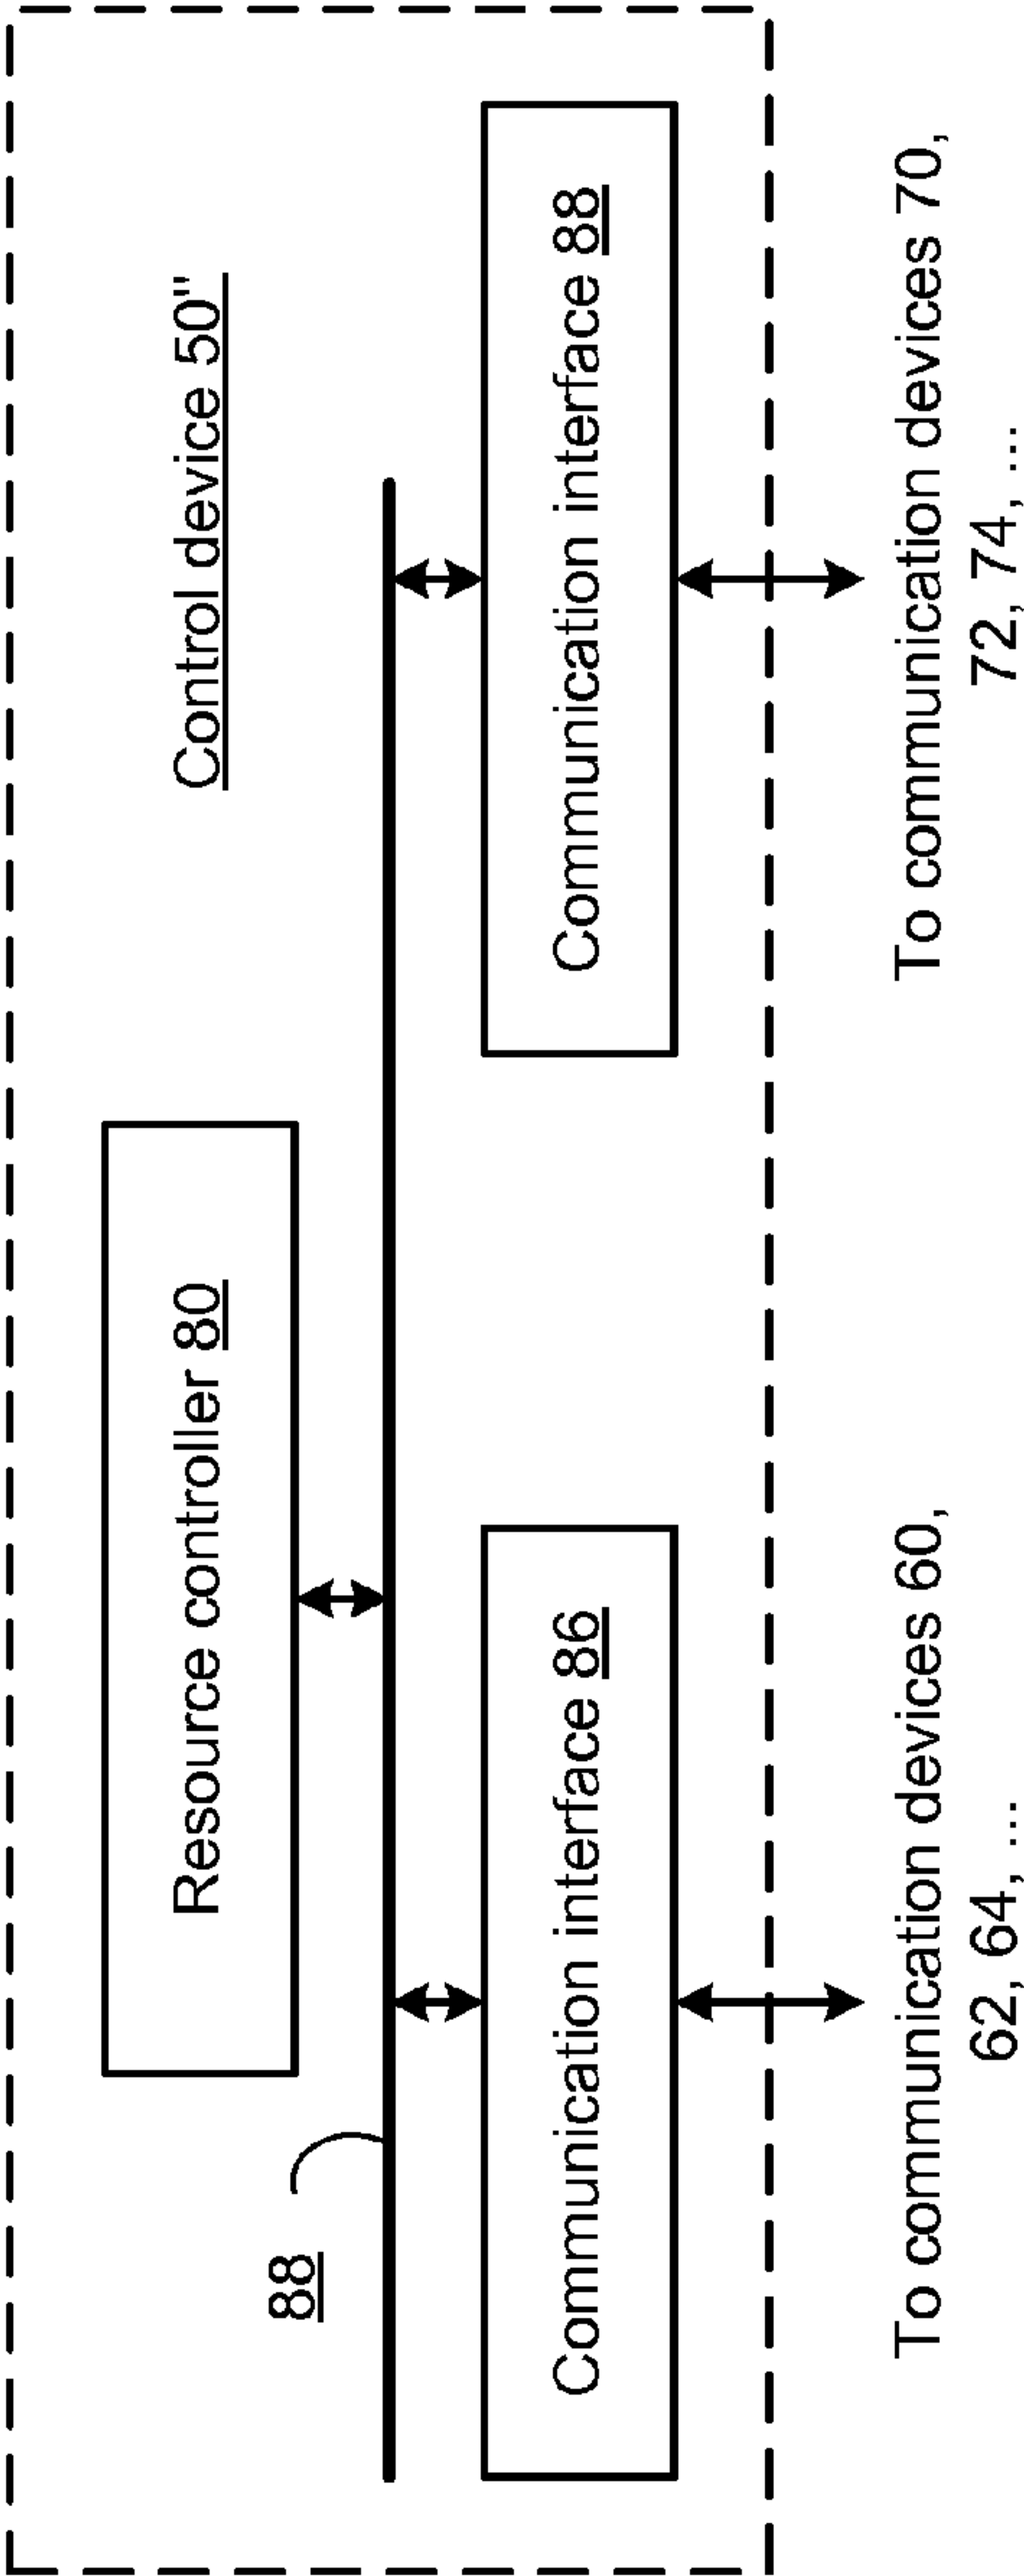 Control device 50"
Resource controller 80
88
Communication interface 86
Communication interface 88
To communication devices 60,
62, 64, ...
To communication devices 70,
72, 74, ...